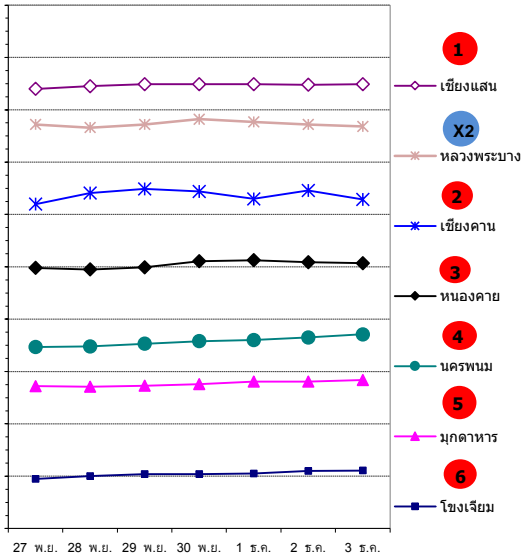 1
เชียงแสน
X2
หลวงพระบาง
2
เชียงคาน
3
หนองคาย
4
นครพนม
5
มุกดาหาร
6
โขงเจียม
27 พ.ย. 28 พ.ย. 29 พ.ย. 30 พ.ย. 1 ธ.ค. 2 ธ.ค. 3 ธ.ค.